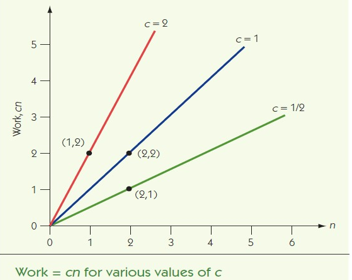 c = 2
c = 1
c = 1/2
5
4
3
2
1
0
Work, cn
(1,2)
(2,2)
(2,1)
n
0 1 2 3 4 5 6
Work = cn for various values of c